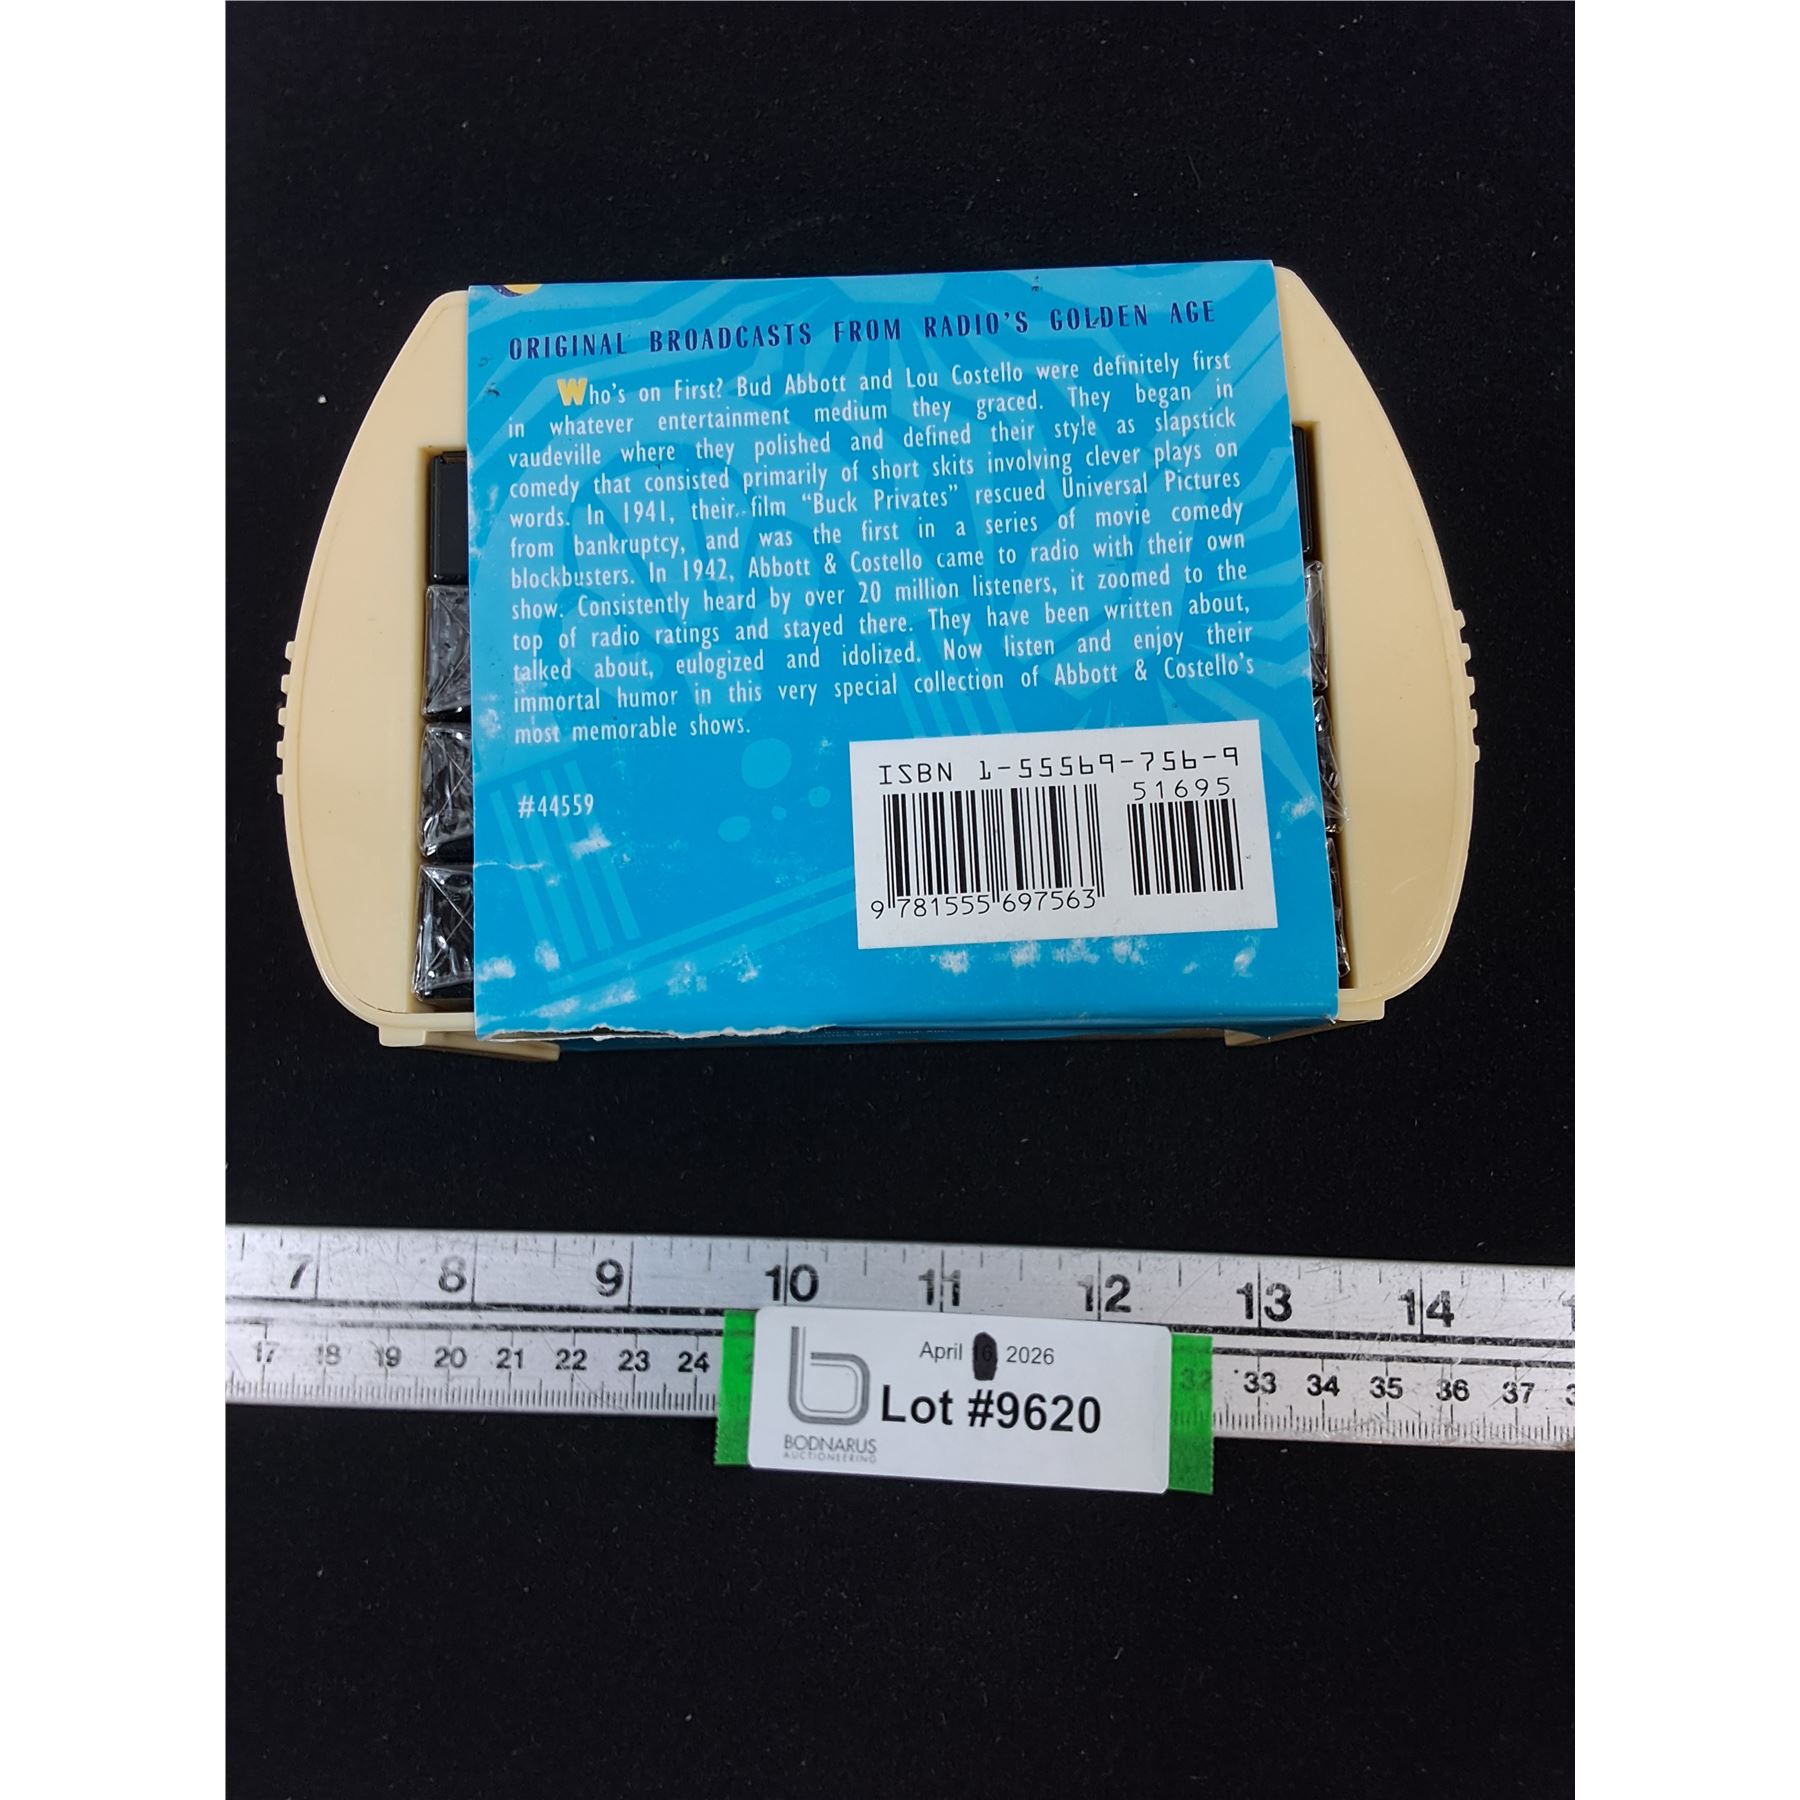 ORIGINAL BROADCASTS FROM RADIO'S GOLDEN AGE
Who's on First? Bud Abbott and Lou Costello were definitely first
in whatever entertainment medium they graced. They began in
vaudeville where they polished and defined their style as slapstick
comedy that consisted primarily of short skits involving clever plays on
words. In 1941, their film "Buck Privates" rescued Universal Pictures
from bankruptcy, and was the first in a series of movie comedy
blockbusters. In 1942, Abbott & Costello came to radio with their own
show. Consistently heard by over 20 million listeners, it zoomed to the
top of radio ratings and stayed there. They have been written about,
talked about, eulogized and idolized. Now listen and enjoy their
immortal humor in this very special collection of Abbott & Costello's
most memorable shows.
ISBN 1-55569-756-9
51695
#44559
9 781555 697563
7 8 9 10 11 12 13 14
17 18 19 20 21 22 23 24 32 33 34 35 36 37
April 16, 2026
Lot #9620
BODNARUS
AUCTIONEERING